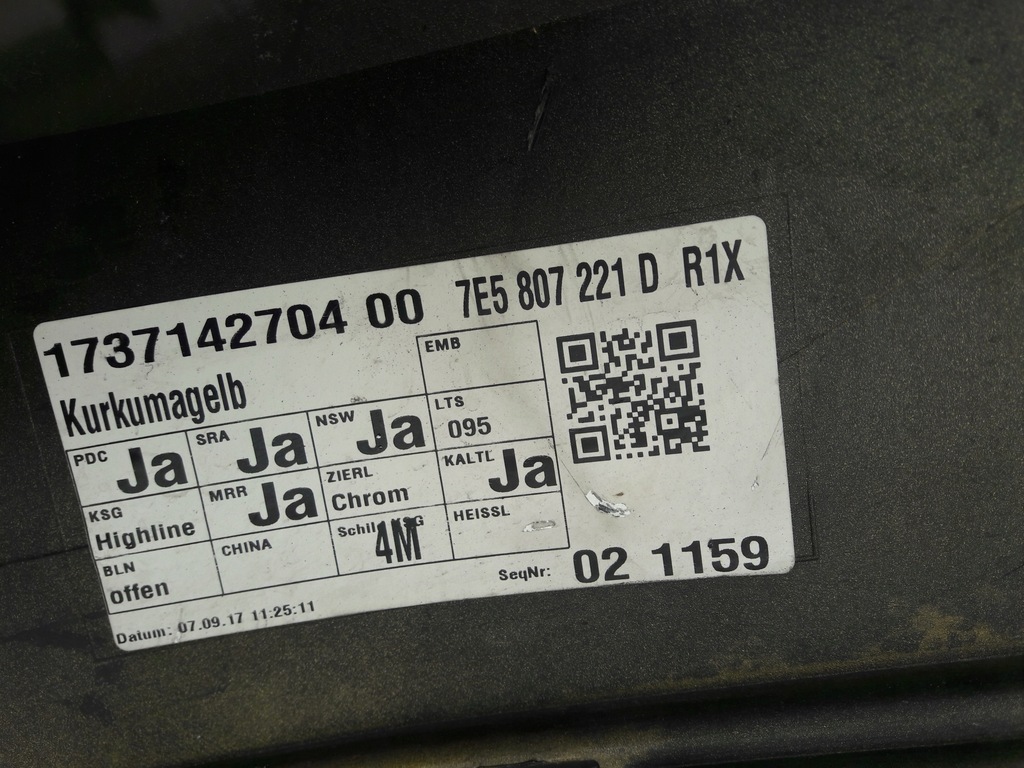 1737142704 00 7E5 807 221 D R1X
Kurkumagelb
EMB
PDC Ja SRA Ja NSW Ja LTS 095
KSG Highline MRR Ja ZIERL Chrom KALTL Ja
BLN offen CHINA 4M HEISSL
SeqNr: 02 1159
Datum: 07.09.17 11:25:11